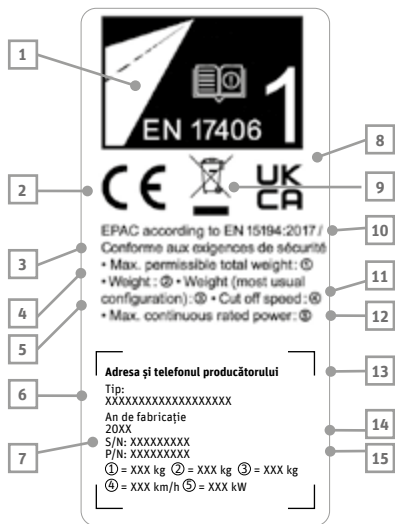 1
2
3
4
5
6
7
8
9
10
11
12
13
14
15
EN 17406
1
CE
UK
CA
EPAC according to EN 15194:2017 /
Conforme aux exigences de sécurité
• Max. permissible total weight: ①
• Weight : ② • Weight (most usual
configuration): ③ • Cut off speed: ④
• Max. continuous rated power: ⑤
Adresa și telefonul producătorului
Tip:
XXXXXXXXXXXXXXXXXXX
An de fabricație
20XX
S/N: XXXXXXXXX
P/N: XXXXXXXXX
① = XXX kg ② = XXX kg ③ = XXX kg
④ = XXX km/h ⑤ = XXX kW